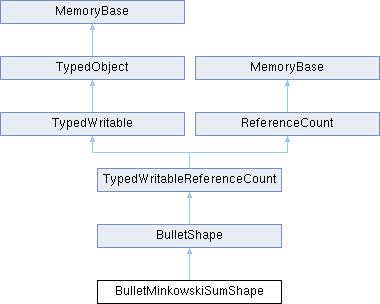 MemoryBase
TypedObject
MemoryBase
TypedWritable
ReferenceCount
TypedWritableReferenceCount
BulletShape
BulletMinkowskiSumShape